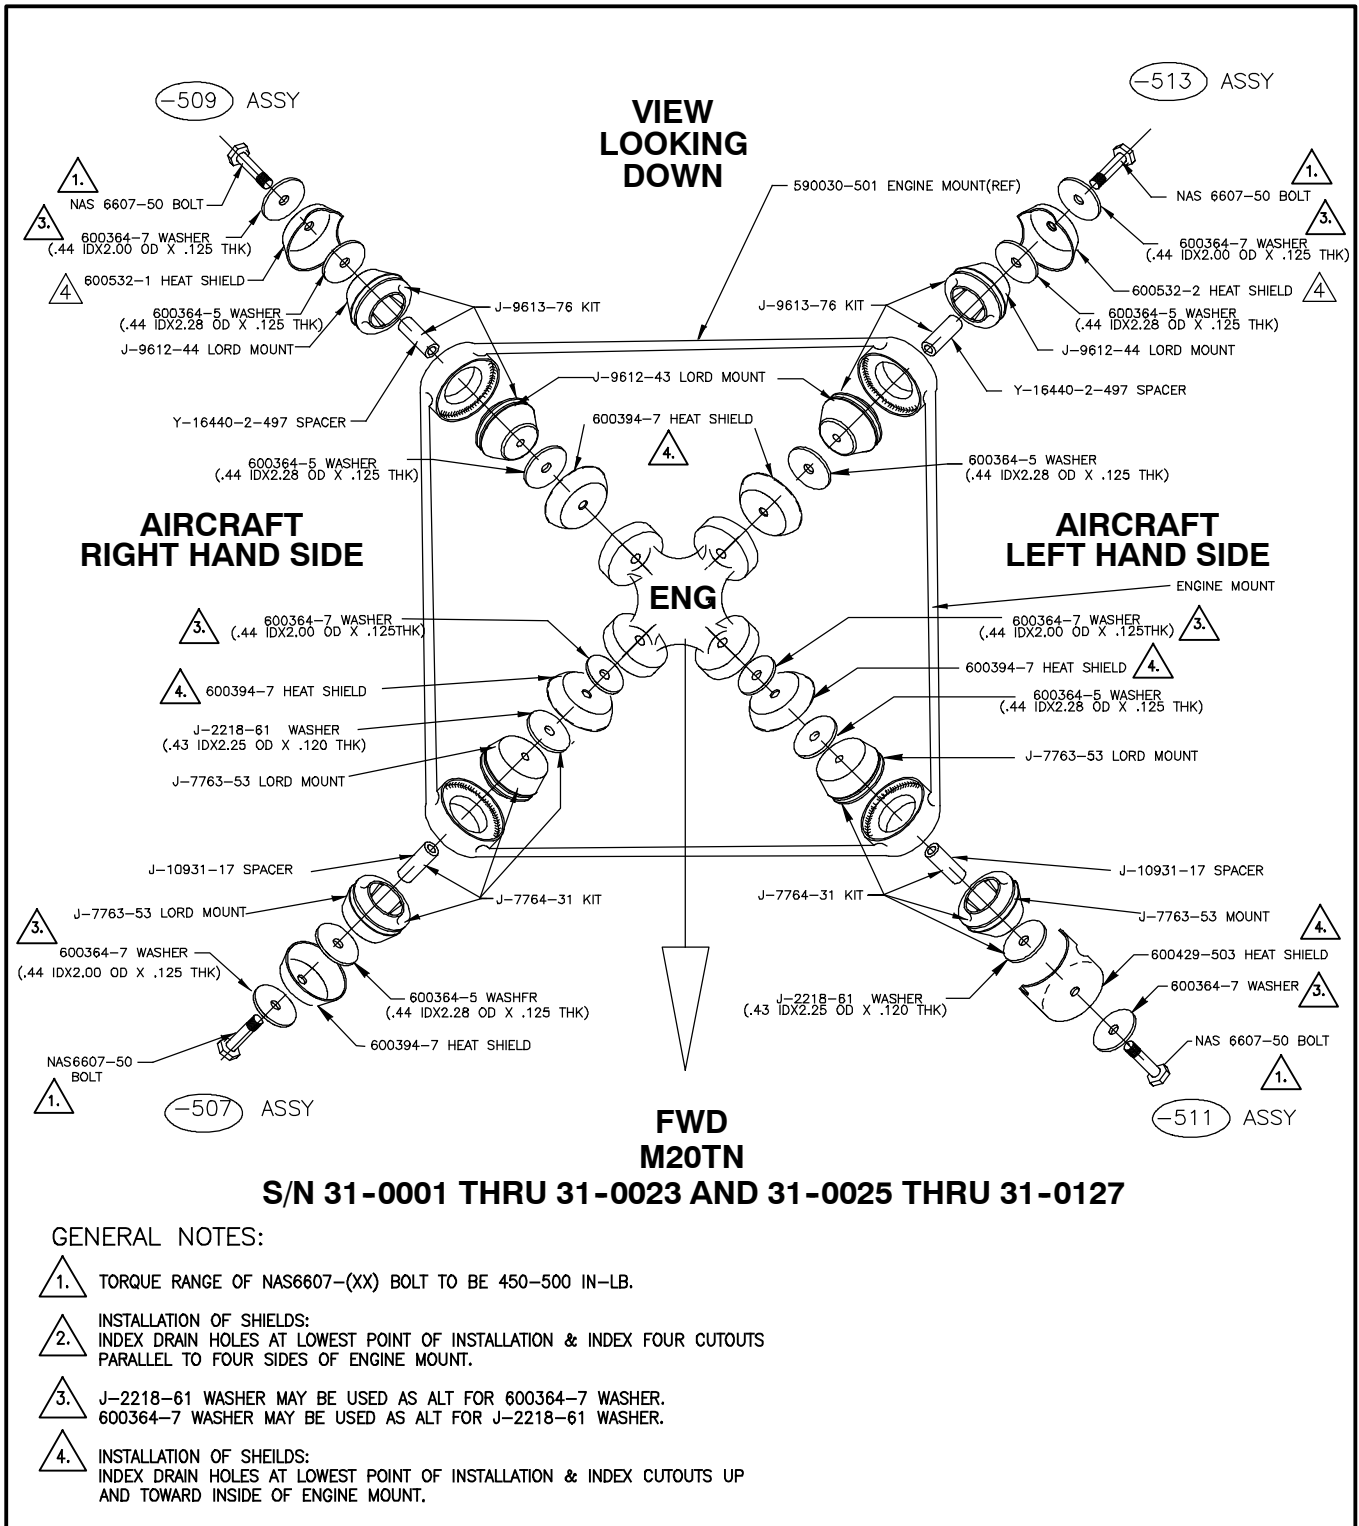 -509 ASSY
-513 ASSY
VIEW
LOOKING
DOWN
1.
NAS 6607-50 BOLT
3.
600364-7 WASHER
(.44 IDX2.00 OD X .125 THK)
4
600532-1 HEAT SHIELD
600364-5 WASHER
(.44 IDX2.28 OD X .125 THK)
J-9612-44 LORD MOUNT
Y-16440-2-497 SPACER
600364-5 WASHER
(.44 IDX2.28 OD X .125 THK)
590030-501 ENGINE MOUNT(REF)
J-9613-76 KIT
J-9613-76 KIT
J-9612-43 LORD MOUNT
600394-7 HEAT SHIELD
4.
1.
NAS 6607-50 BOLT
3.
600364-7 WASHER
(.44 IDX2.00 OD X .125 THK)
600532-2 HEAT SHIELD
4
600364-5 WASHER
(.44 IDX2.28 OD X .125 THK)
J-9612-44 LORD MOUNT
Y-16440-2-497 SPACER
600364-5 WASHER
(.44 IDX2.28 OD X .125 THK)
AIRCRAFT
RIGHT HAND SIDE
AIRCRAFT
LEFT HAND SIDE
ENG
ENGINE MOUNT
3.
600364-7 WASHER
(.44 IDX2.00 OD X .125THK)
4.
600394-7 HEAT SHIELD
J-2218-61 WASHER
(.43 IDX2.25 OD X .120 THK)
J-7763-53 LORD MOUNT
J-10931-17 SPACER
J-7763-53 LORD MOUNT
3.
600364-7 WASHER
(.44 IDX2.00 OD X .125 THK)
J-7764-31 KIT
600364-5 WASHFR
(.44 IDX2.28 OD X .125 THK)
600394-7 HEAT SHIELD
NAS6607-50
BOLT
1.
-507 ASSY
600364-7 WASHER
(.44 IDX2.00 OD X .125THK)
3.
600394-7 HEAT SHIELD
4.
600364-5 WASHER
(.44 IDX2.28 OD X .125 THK)
J-7763-53 LORD MOUNT
J-10931-17 SPACER
J-7764-31 KIT
J-7763-53 MOUNT
4.
600429-503 HEAT SHIELD
600364-7 WASHER
3.
J-2218-61 WASHER
(.43 IDX2.25 OD X .120 THK)
NAS 6607-50 BOLT
1.
-511 ASSY
FWD
M20TN
S/N 31-0001 THRU 31-0023 AND 31-0025 THRU 31-0127
GENERAL NOTES:
1. TORQUE RANGE OF NAS6607-(XX) BOLT TO BE 450-500 IN-LB.
2. INSTALLATION OF SHIELDS:
INDEX DRAIN HOLES AT LOWEST POINT OF INSTALLATION & INDEX FOUR CUTOUTS
PARALLEL TO FOUR SIDES OF ENGINE MOUNT.
3. J-2218-61 WASHER MAY BE USED AS ALT FOR 600364-7 WASHER.
600364-7 WASHER MAY BE USED AS ALT FOR J-2218-61 WASHER.
4. INSTALLATION OF SHEILDS:
INDEX DRAIN HOLES AT LOWEST POINT OF INSTALLATION & INDEX CUTOUTS UP
AND TOWARD INSIDE OF ENGINE MOUNT.